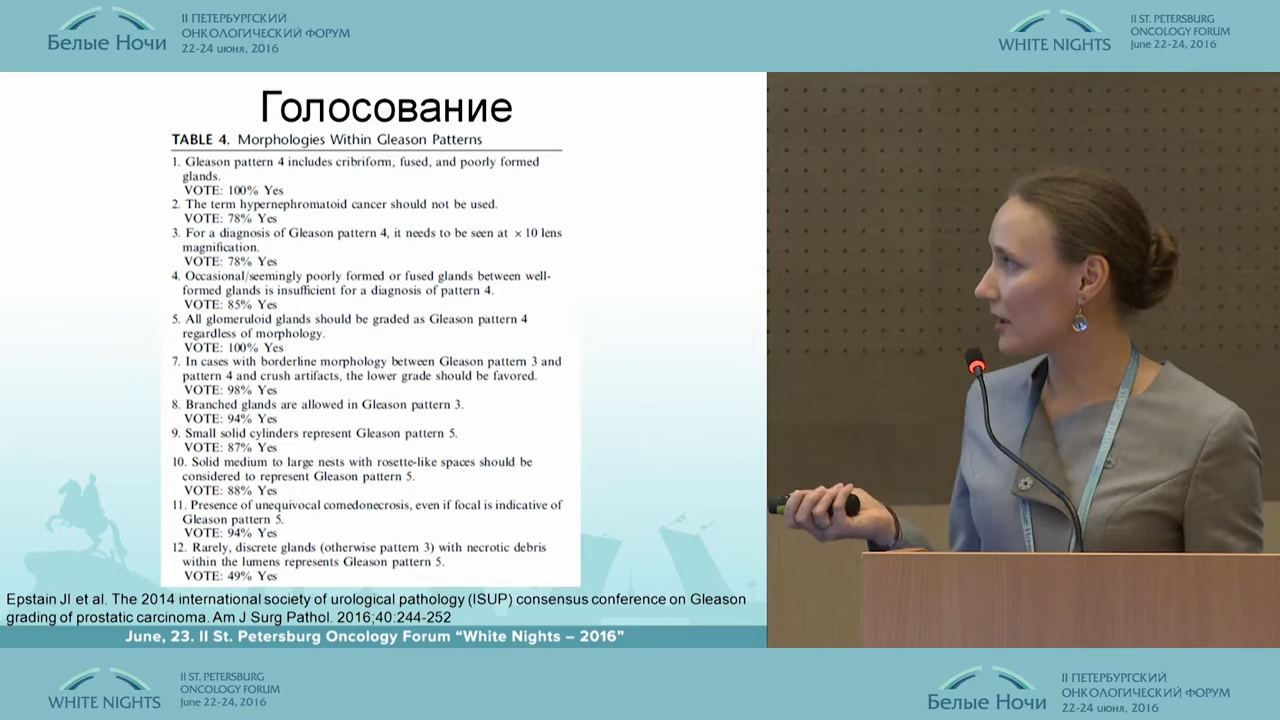 Белые Ночи
II ПЕТЕРБУРГСКИЙ
ОНКОЛОГИЧЕСКИЙ ФОРУМ
22-24 июня, 2016
WHITE NIGHTS
II ST. PETERSBURG
ONCOLOGY FORUM
June 22-24, 2016
Голосование
TABLE 4. Morphologies Within Gleason Patterns
1. Gleason pattern 4 includes cribriform, fused, and poorly formed
glands.
VOTE: 100% Yes
2. The term hypernephromatoid cancer should not be used.
VOTE: 78% Yes
3. For a diagnosis of Gleason pattern 4, it needs to be seen at ×10 lens
magnification.
VOTE: 78% Yes
4. Occasional/seemingly poorly formed or fused glands between well-
formed glands is insufficient for a diagnosis of pattern 4.
VOTE: 85% Yes
5. All glomeruloid glands should be graded as Gleason pattern 4
regardless of morphology.
VOTE: 100% Yes
7. In cases with borderline morphology between Gleason pattern 3 and
pattern 4 and crush artifacts, the lower grade should be favored.
VOTE: 98% Yes
8. Branched glands are allowed in Gleason pattern 3.
VOTE: 94% Yes
9. Small solid cylinders represent Gleason pattern 5.
VOTE: 87% Yes
10. Solid medium to large nests with rosette-like spaces should be
considered to represent Gleason pattern 5.
VOTE: 88% Yes
11. Presence of unequivocal comedonecrosis, even if focal is indicative of
Gleason pattern 5.
VOTE: 94% Yes
12. Rarely, discrete glands (otherwise pattern 3) with necrotic debris
within the lumens represents Gleason pattern 5.
VOTE: 49% Yes
Epstain JI et al. The 2014 international society of urological pathology (ISUP) consensus conference on Gleason
grading of prostatic carcinoma. Am J Surg Pathol. 2016;40:244-252
June, 23. II St. Petersburg Oncology Forum “White Nights – 2016”
WHITE NIGHTS
II ST. PETERSBURG
ONCOLOGY FORUM
June 22-24, 2016
Белые Ночи
II ПЕТЕРБУРГСКИЙ
ОНКОЛОГИЧЕСКИЙ ФОРУМ
22-24 июня, 2016